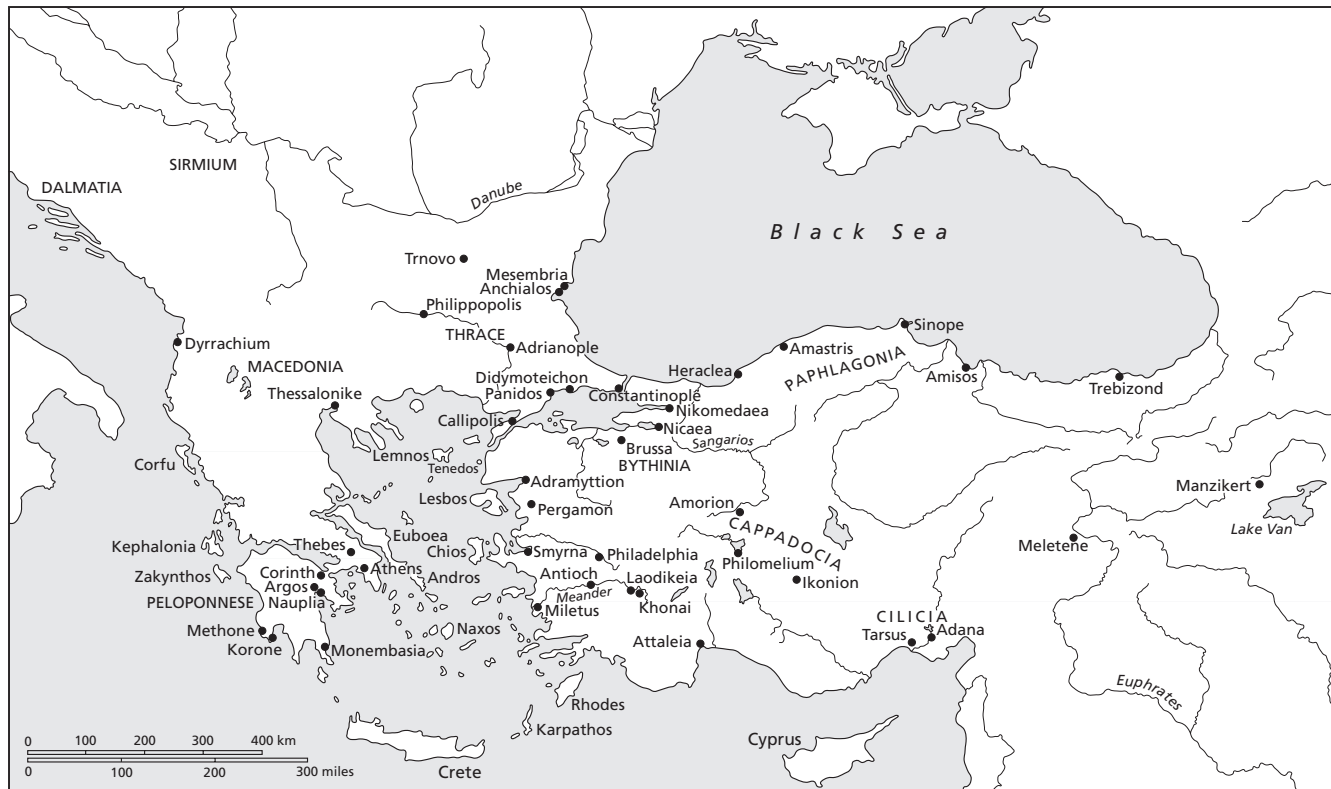 SIRMIUM
DALMATIA
Danube
Black Sea
Trnovo
Mesembria
Anchialos
Philippopolis
THRACE
Adrianople
Dyrrachium
MACEDONIA
Thessalonike
Didymoteichon
Panidos
Constantinople
Callipolis
Heraclea
Amastris
PAPHLAGONIA
Sinope
Amisos
Trebizond
Nikomedaea
Nicaea
Sangarios
Brussa
BYTHINIA
Corfu
Lemnos
Tenedos
Adramyttion
Lesbos
Pergamon
Amorion
CAPPADOCIA
Manzikert
Lake Van
Kephalonia
Thebes
Euboea
Chios
Smyrna
Philadelphia
Philomelium
Meletene
Zakynthos
Corinth
Athens
Andros
Antioch
Laodikeia
Ikonion
Argos
Nauplia
Meander
Khonai
PELOPONNESE
Miletus
CILICIA
Methone
Korone
Naxos
Tarsus
Adana
Monembasia
Attaleia
Euphrates
Rhodes
Karpathos
Cyprus
Crete
0 100 200 300 400 km
0 100 200 300 miles